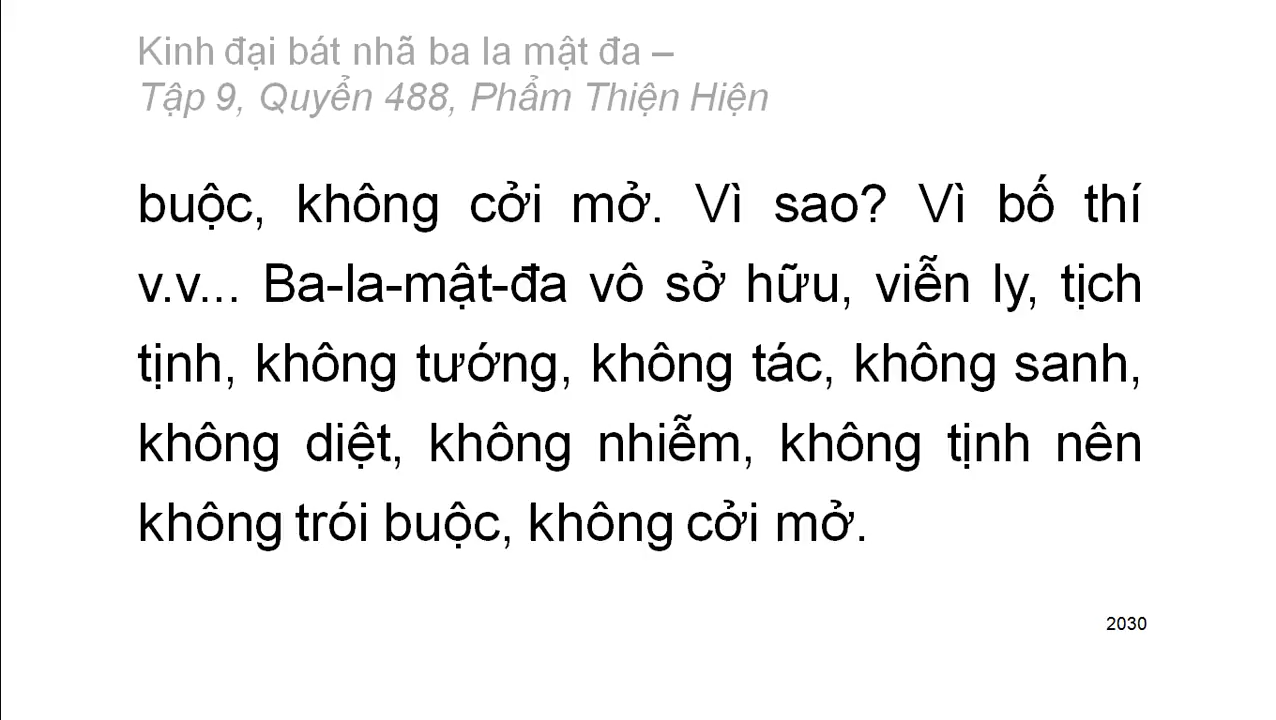 Kinh đại bát nhã ba la mật đa –
Tập 9, Quyển 488, Phẩm Thiện Hiện
buộc, không cởi mở. Vì sao? Vì bố thí
v.v... Ba-la-mật-đa vô sở hữu, viễn ly, tịch
tịnh, không tướng, không tác, không sanh,
không diệt, không nhiễm, không tịnh nên
không trói buộc, không cởi mở.
2030